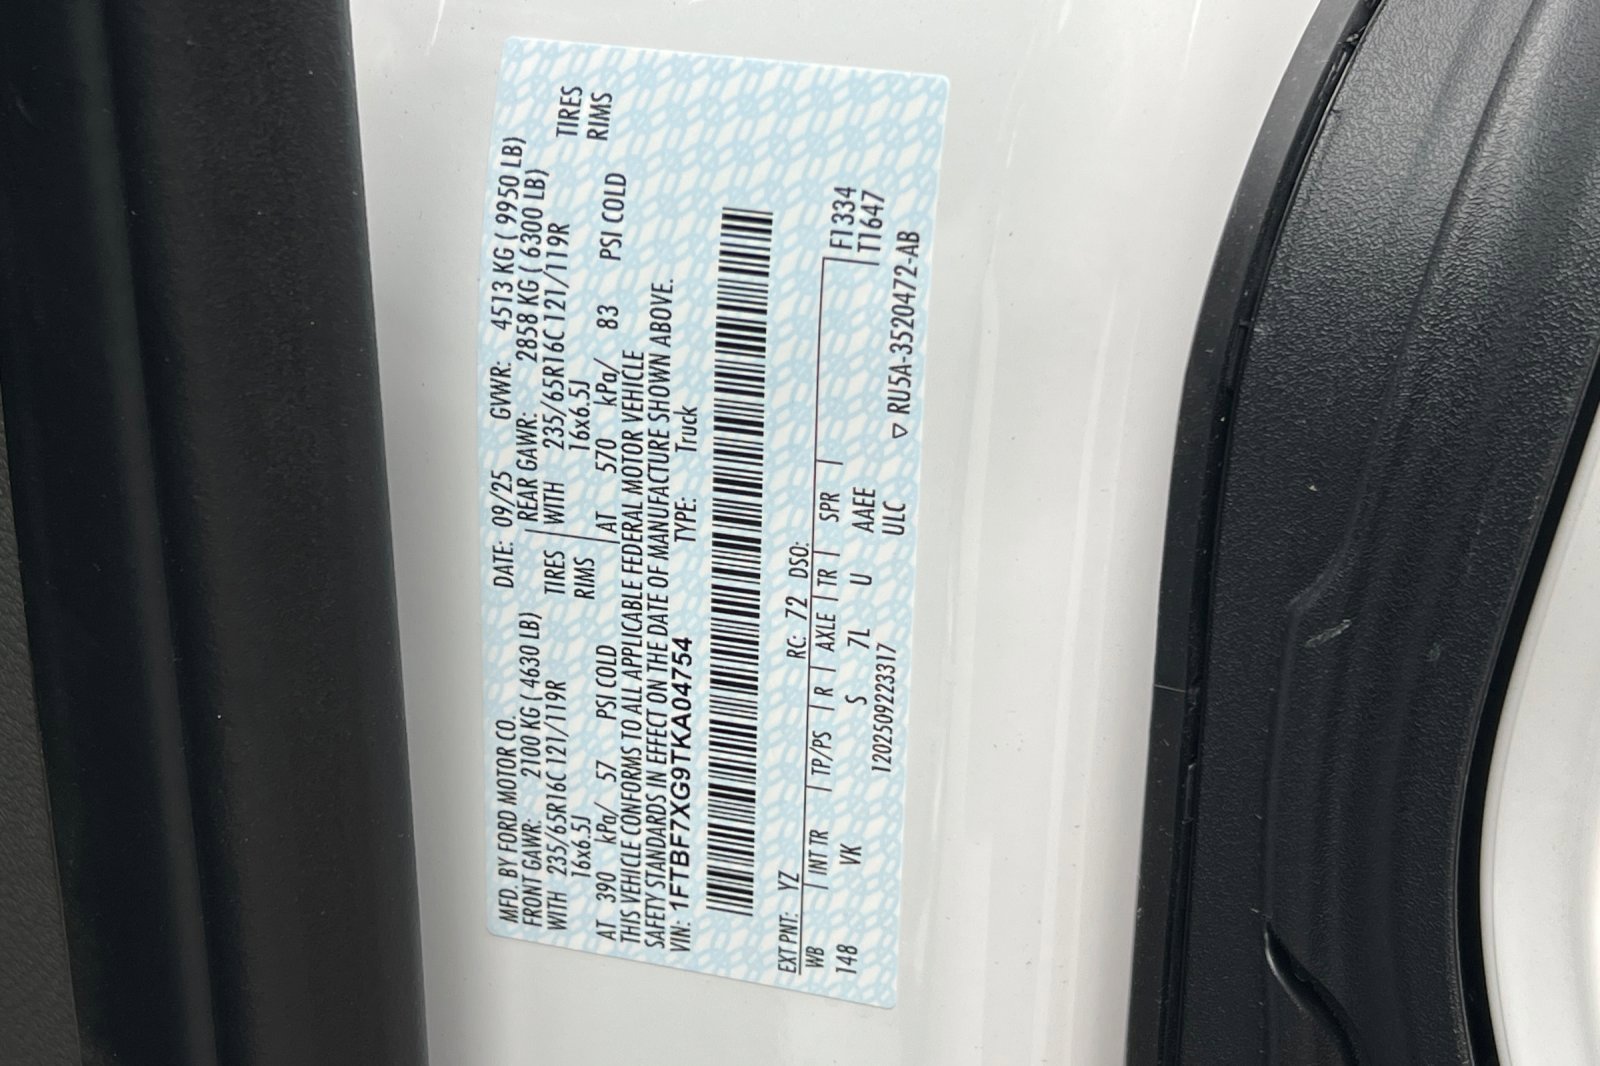 MFD. BY FORD MOTOR CO. DATE: 09/25 GVWR: 4513 KG ( 9950 LB)
FRONT GAWR: 2100 KG ( 4630 LB) REAR GAWR: 2858 KG ( 6300 LB)
WITH 235/65R16C 121/119R TIRES WITH 235/65R16C 121/119R TIRES
16x6.5J RIMS 16x6.5J RIMS
AT 390 kPa/ 57 PSI COLD AT 570 kPa/ 83 PSI COLD
THIS VEHICLE CONFORMS TO ALL APPLICABLE FEDERAL MOTOR VEHICLE
SAFETY STANDARDS IN EFFECT ON THE DATE OF MANUFACTURE SHOWN ABOVE.
VIN: 1FTBF7XG9TKA04754 TYPE: Truck
EXT PNT: YZ RC: 72 DSO:
WB INT TR TP/PS R AXLE TR SPR F1334
148 VK S 7L U AAEE T1647
1202509223317 ULC
▽ RU5A-3520472-AB